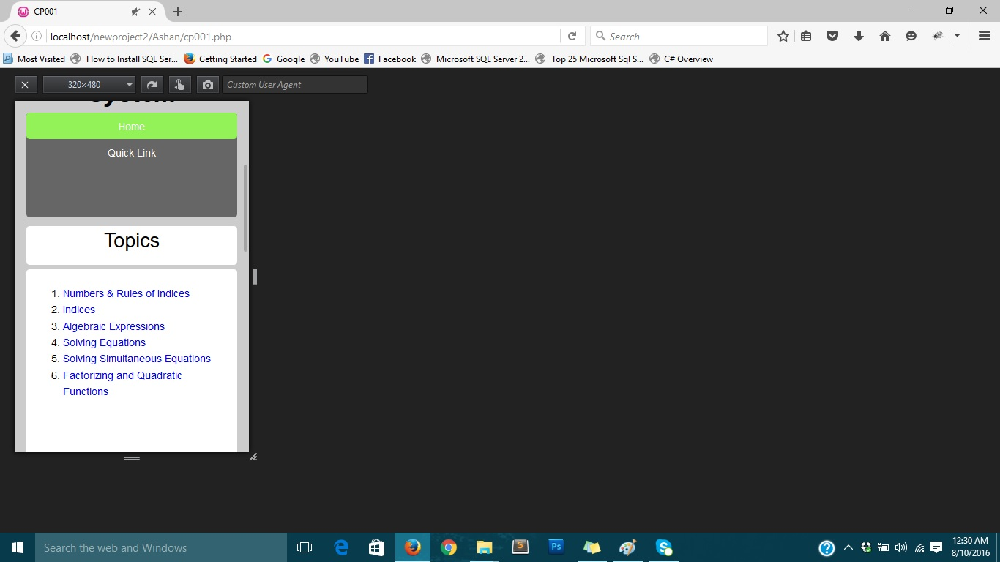 CP001
localhost/newproject2/Ashan/cp001.php
Search
Most Visited How to Install SQL Ser... Getting Started Google YouTube Facebook Microsoft SQL Server 2... Top 25 Microsoft Sql S... C# Overview
320×480 Custom User Agent
Home
Quick Link
Topics
1. Numbers & Rules of Indices
2. Indices
3. Algebraic Expressions
4. Solving Equations
5. Solving Simultaneous Equations
6. Factorizing and Quadratic
Functions
Search the web and Windows
12:30 AM
8/10/2016